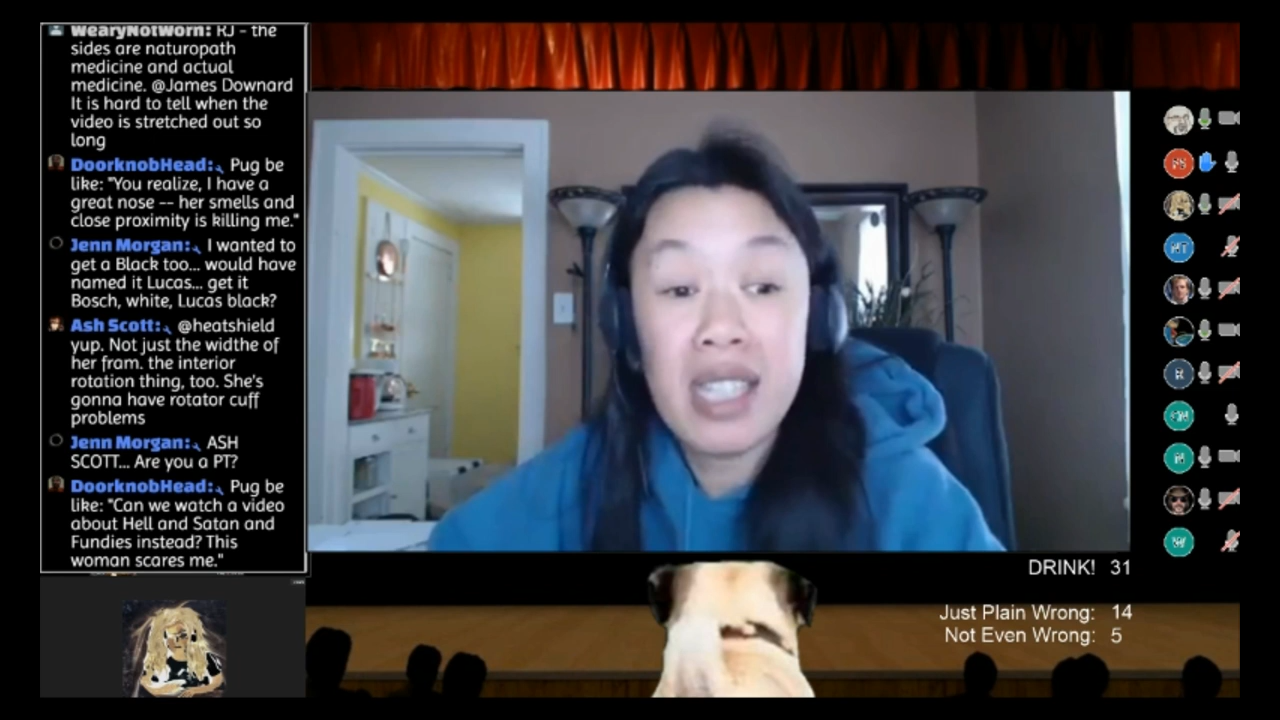 WearyNotWorn: RJ - the
sides are naturopath
medicine and actual
medicine. @James Downard
It is hard to tell when the
video is stretched out so
long
DoorknobHead: Pug be
like: "You realize, I have a
great nose -- her smells and
close proximity is killing me."
Jenn Morgan: I wanted to
get a Black too... would have
named it Lucas... get it
Bosch, white, Lucas black?
Ash Scott: @heatshield
yup. Not just the widthe of
her fram. the interior
rotation thing, too. She's
gonna have rotator cuff
problems
Jenn Morgan: ASH
SCOTT... Are you a PT?
DoorknobHead: Pug be
like: "Can we watch a video
about Hell and Satan and
Fundies instead? This
woman scares me."
DRINK! 31
Just Plain Wrong: 14
Not Even Wrong: 5